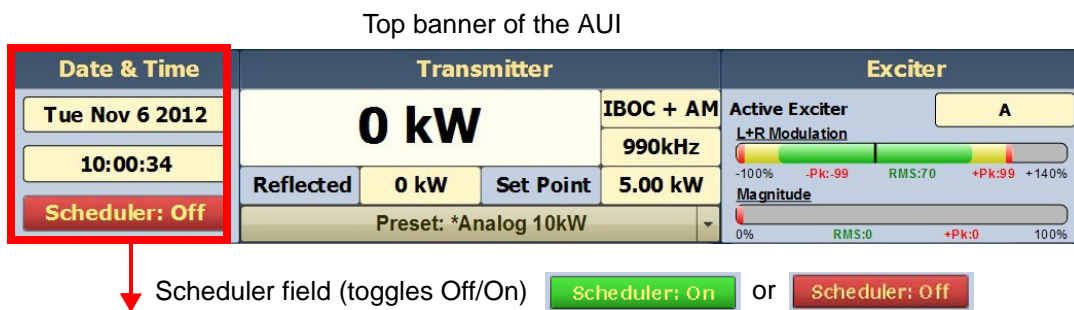 Top banner of the AUI
Date & Time
Tue Nov 6 2012
10:00:34
Scheduler: Off
Transmitter
0 kW
IBOC + AM
990kHz
Reflected 0 kW Set Point 5.00 kW
Preset: *Analog 10kW
Exciter
Active Exciter A
L+R Modulation
-100% -Pk:-99 RMS:70 +Pk:99 +140%
Magnitude
0% RMS:0 +Pk:0 100%
Scheduler field (toggles Off/On) Scheduler: On or Scheduler: Off